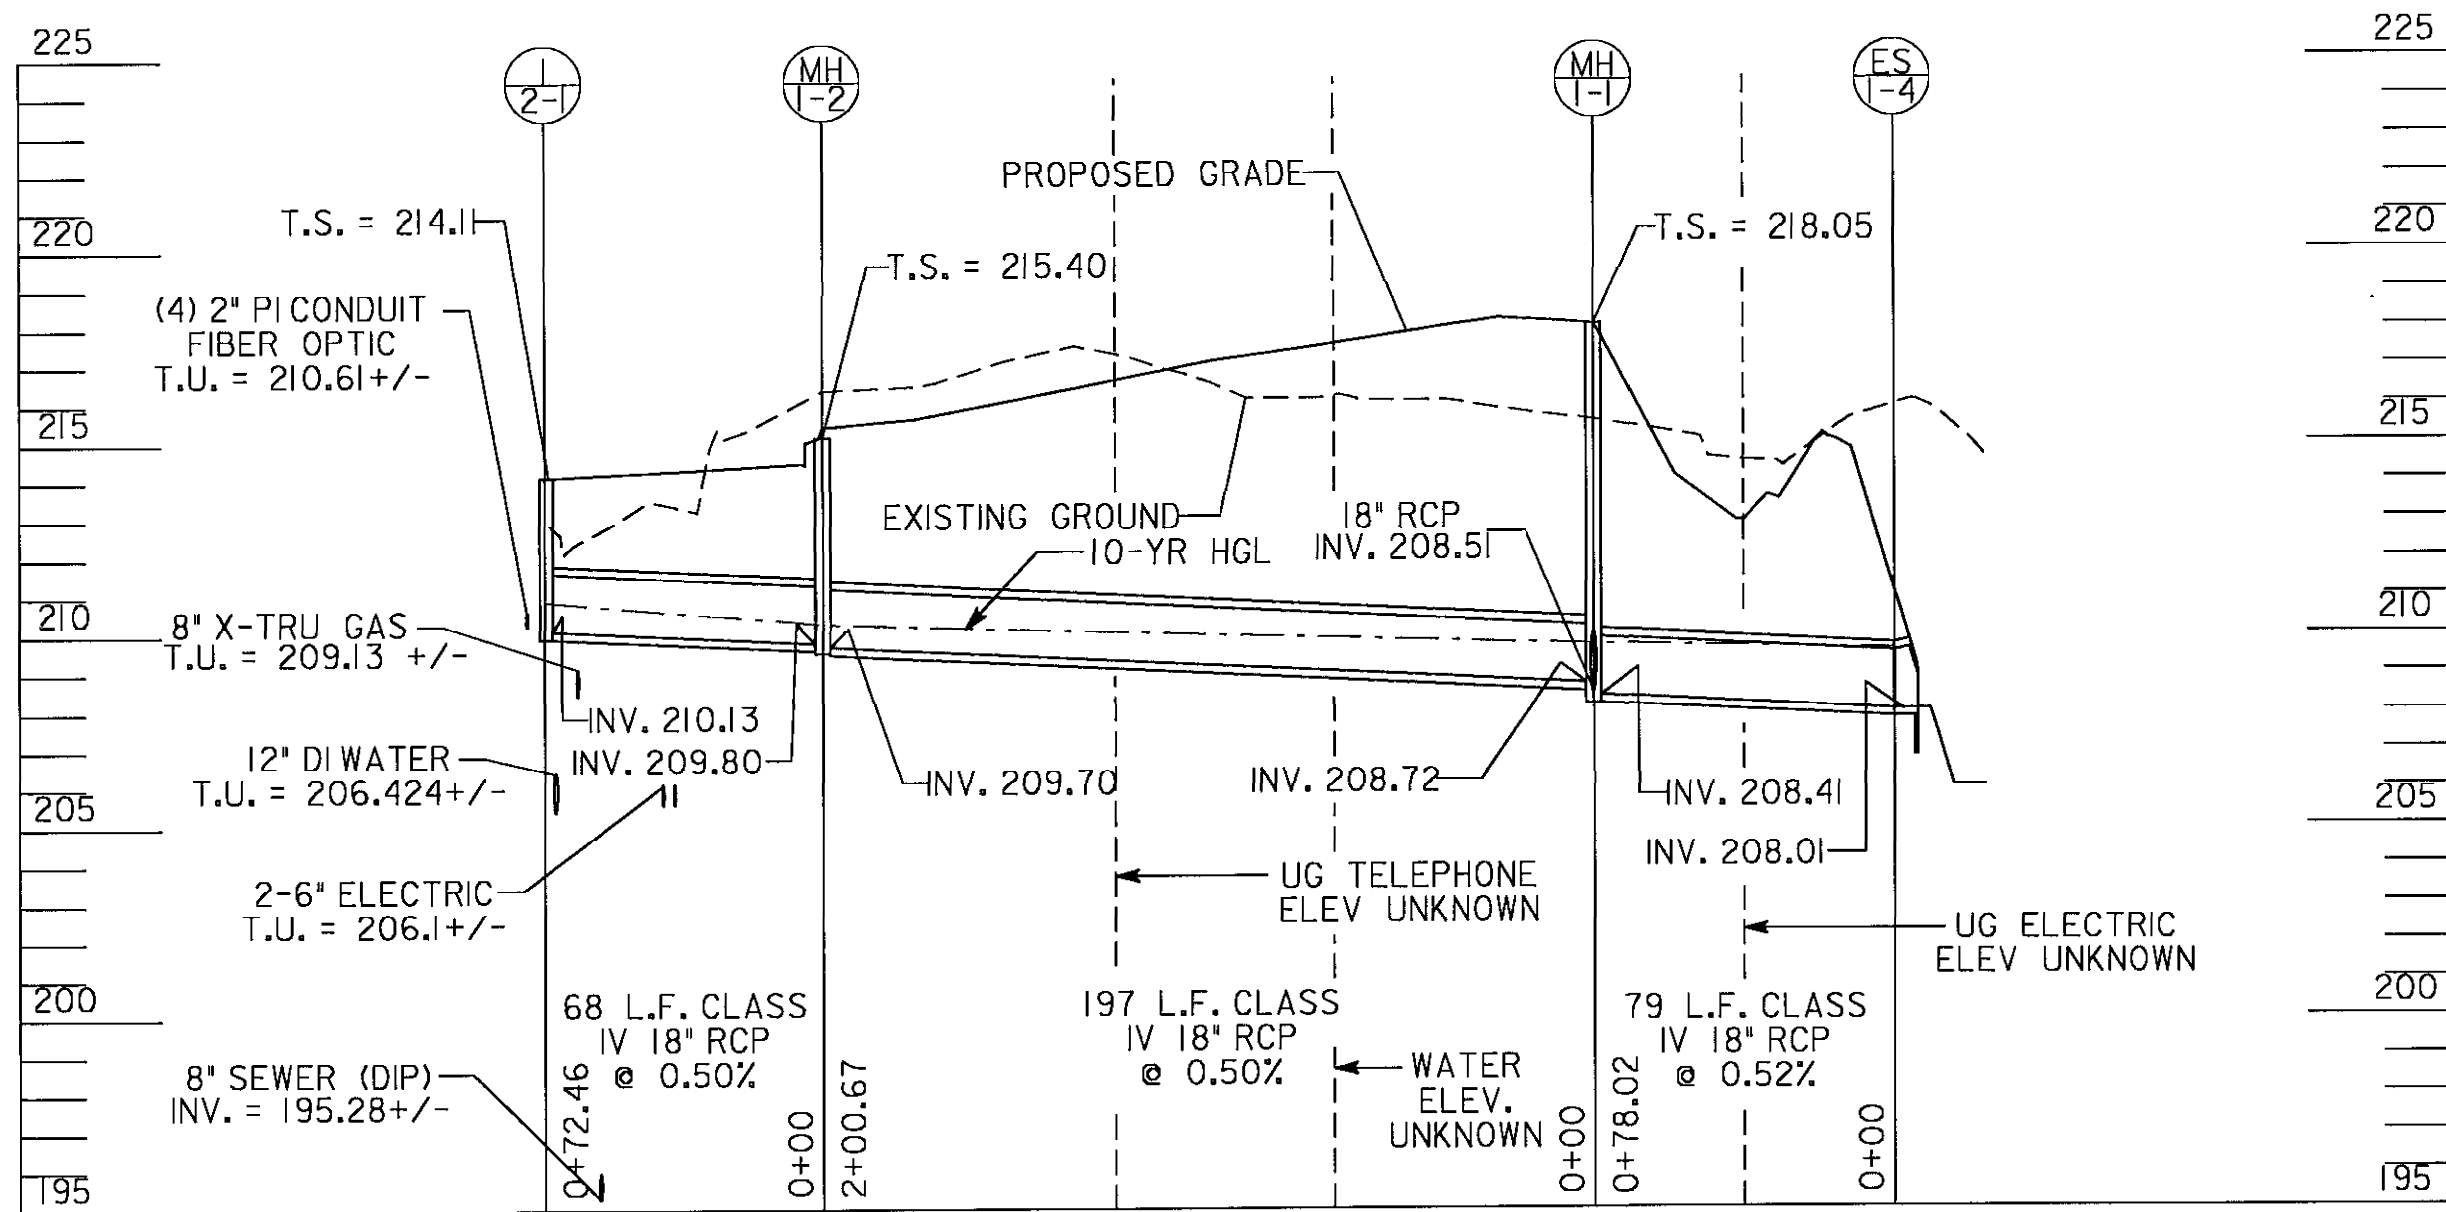 225
220
215
210
205
200
195
I
2-1
MH
1-2
MH
1-1
ES
1-4
225
220
215
210
205
200
195
PROPOSED GRADE
T.S. = 214.11
T.S. = 215.40
T.S. = 218.05
(4) 2" PI CONDUIT
FIBER OPTIC
T.U. = 210.61+/-
EXISTING GROUND
10-YR HGL
18" RCP
INV. 208.51
8" X-TRU GAS
T.U. = 209.13 +/-
INV. 210.13
INV. 209.80
INV. 209.70
INV. 208.72
INV. 208.41
INV. 208.01
12" DI WATER
T.U. = 206.424+/-
2-6" ELECTRIC
T.U. = 206.1+/-
UG TELEPHONE
ELEV UNKNOWN
UG ELECTRIC
ELEV UNKNOWN
68 L.F. CLASS
IV 18" RCP
@ 0.50%
197 L.F. CLASS
IV 18" RCP
@ 0.50%
79 L.F. CLASS
IV 18" RCP
@ 0.52%
WATER
ELEV.
UNKNOWN
8" SEWER (DIP)
INV. = 195.28+/-
0+72.46
0+00
2+00.67
0+00
0+78.02
0+00